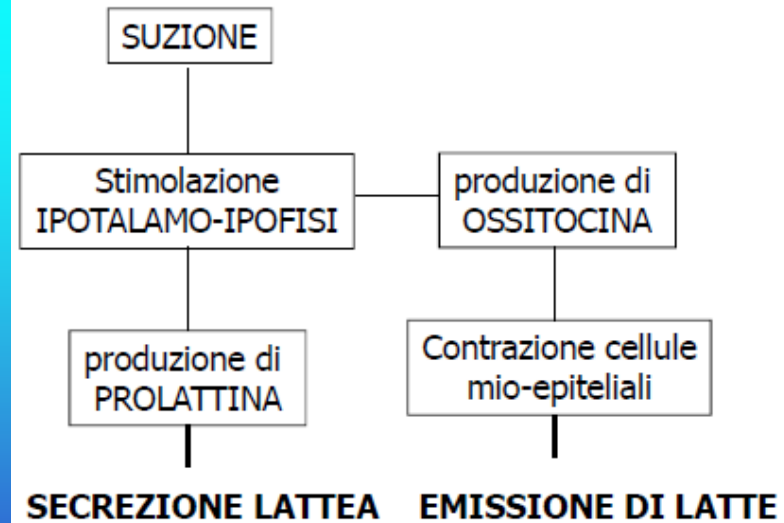 SUZIONE
Stimolazione
IPOTALAMO-IPOFISI
produzione di
OSSITOCINA
produzione di
PROLATTINA
Contrazione cellule
mio-epiteliali
SECREZIONE LATTEA
EMISSIONE DI LATTE